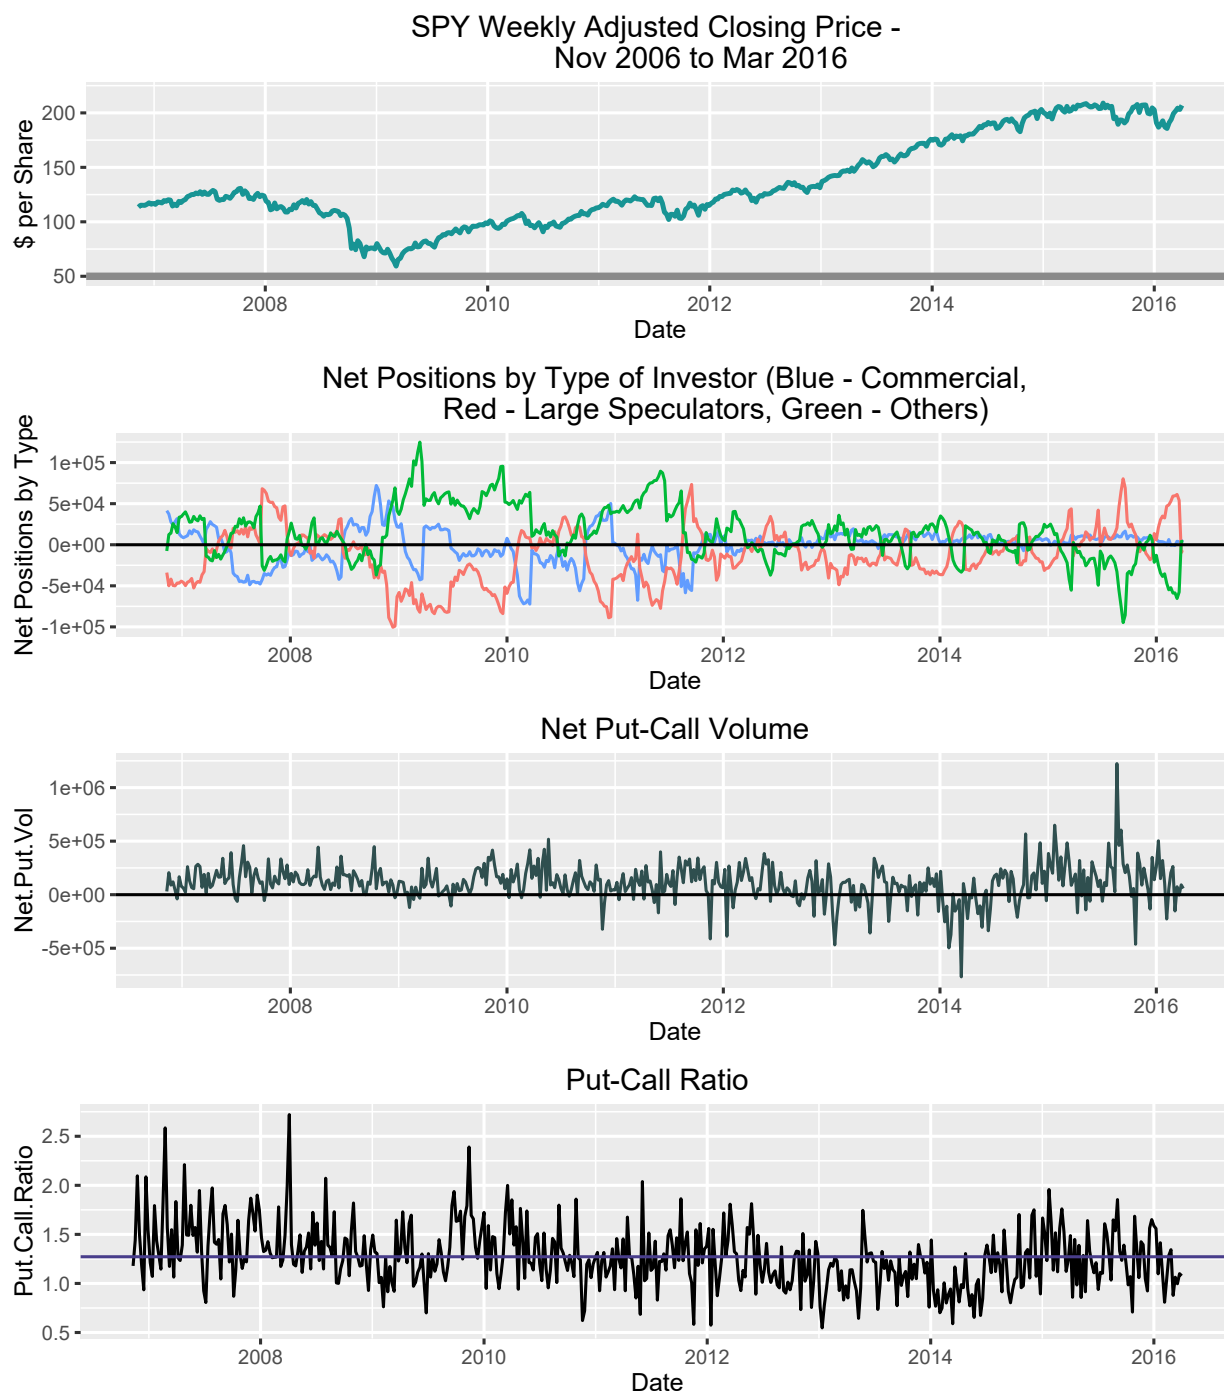 SPY Weekly Adjusted Closing Price -
Nov 2006 to Mar 2016
$ per Share
200
150
100
50
2008 2010 2012 2014 2016
Date
Net Positions by Type of Investor (Blue - Commercial,
Red - Large Speculators, Green - Others)
Net Positions by Type
1e+05
5e+04
0e+00
-5e+04
-1e+05
2008 2010 2012 2014 2016
Date
Net Put-Call Volume
Net.Put.Vol
1e+06
5e+05
0e+00
-5e+05
2008 2010 2012 2014 2016
Date
Put-Call Ratio
Put.Call.Ratio
2.5
2.0
1.5
1.0
0.5
2008 2010 2012 2014 2016
Date